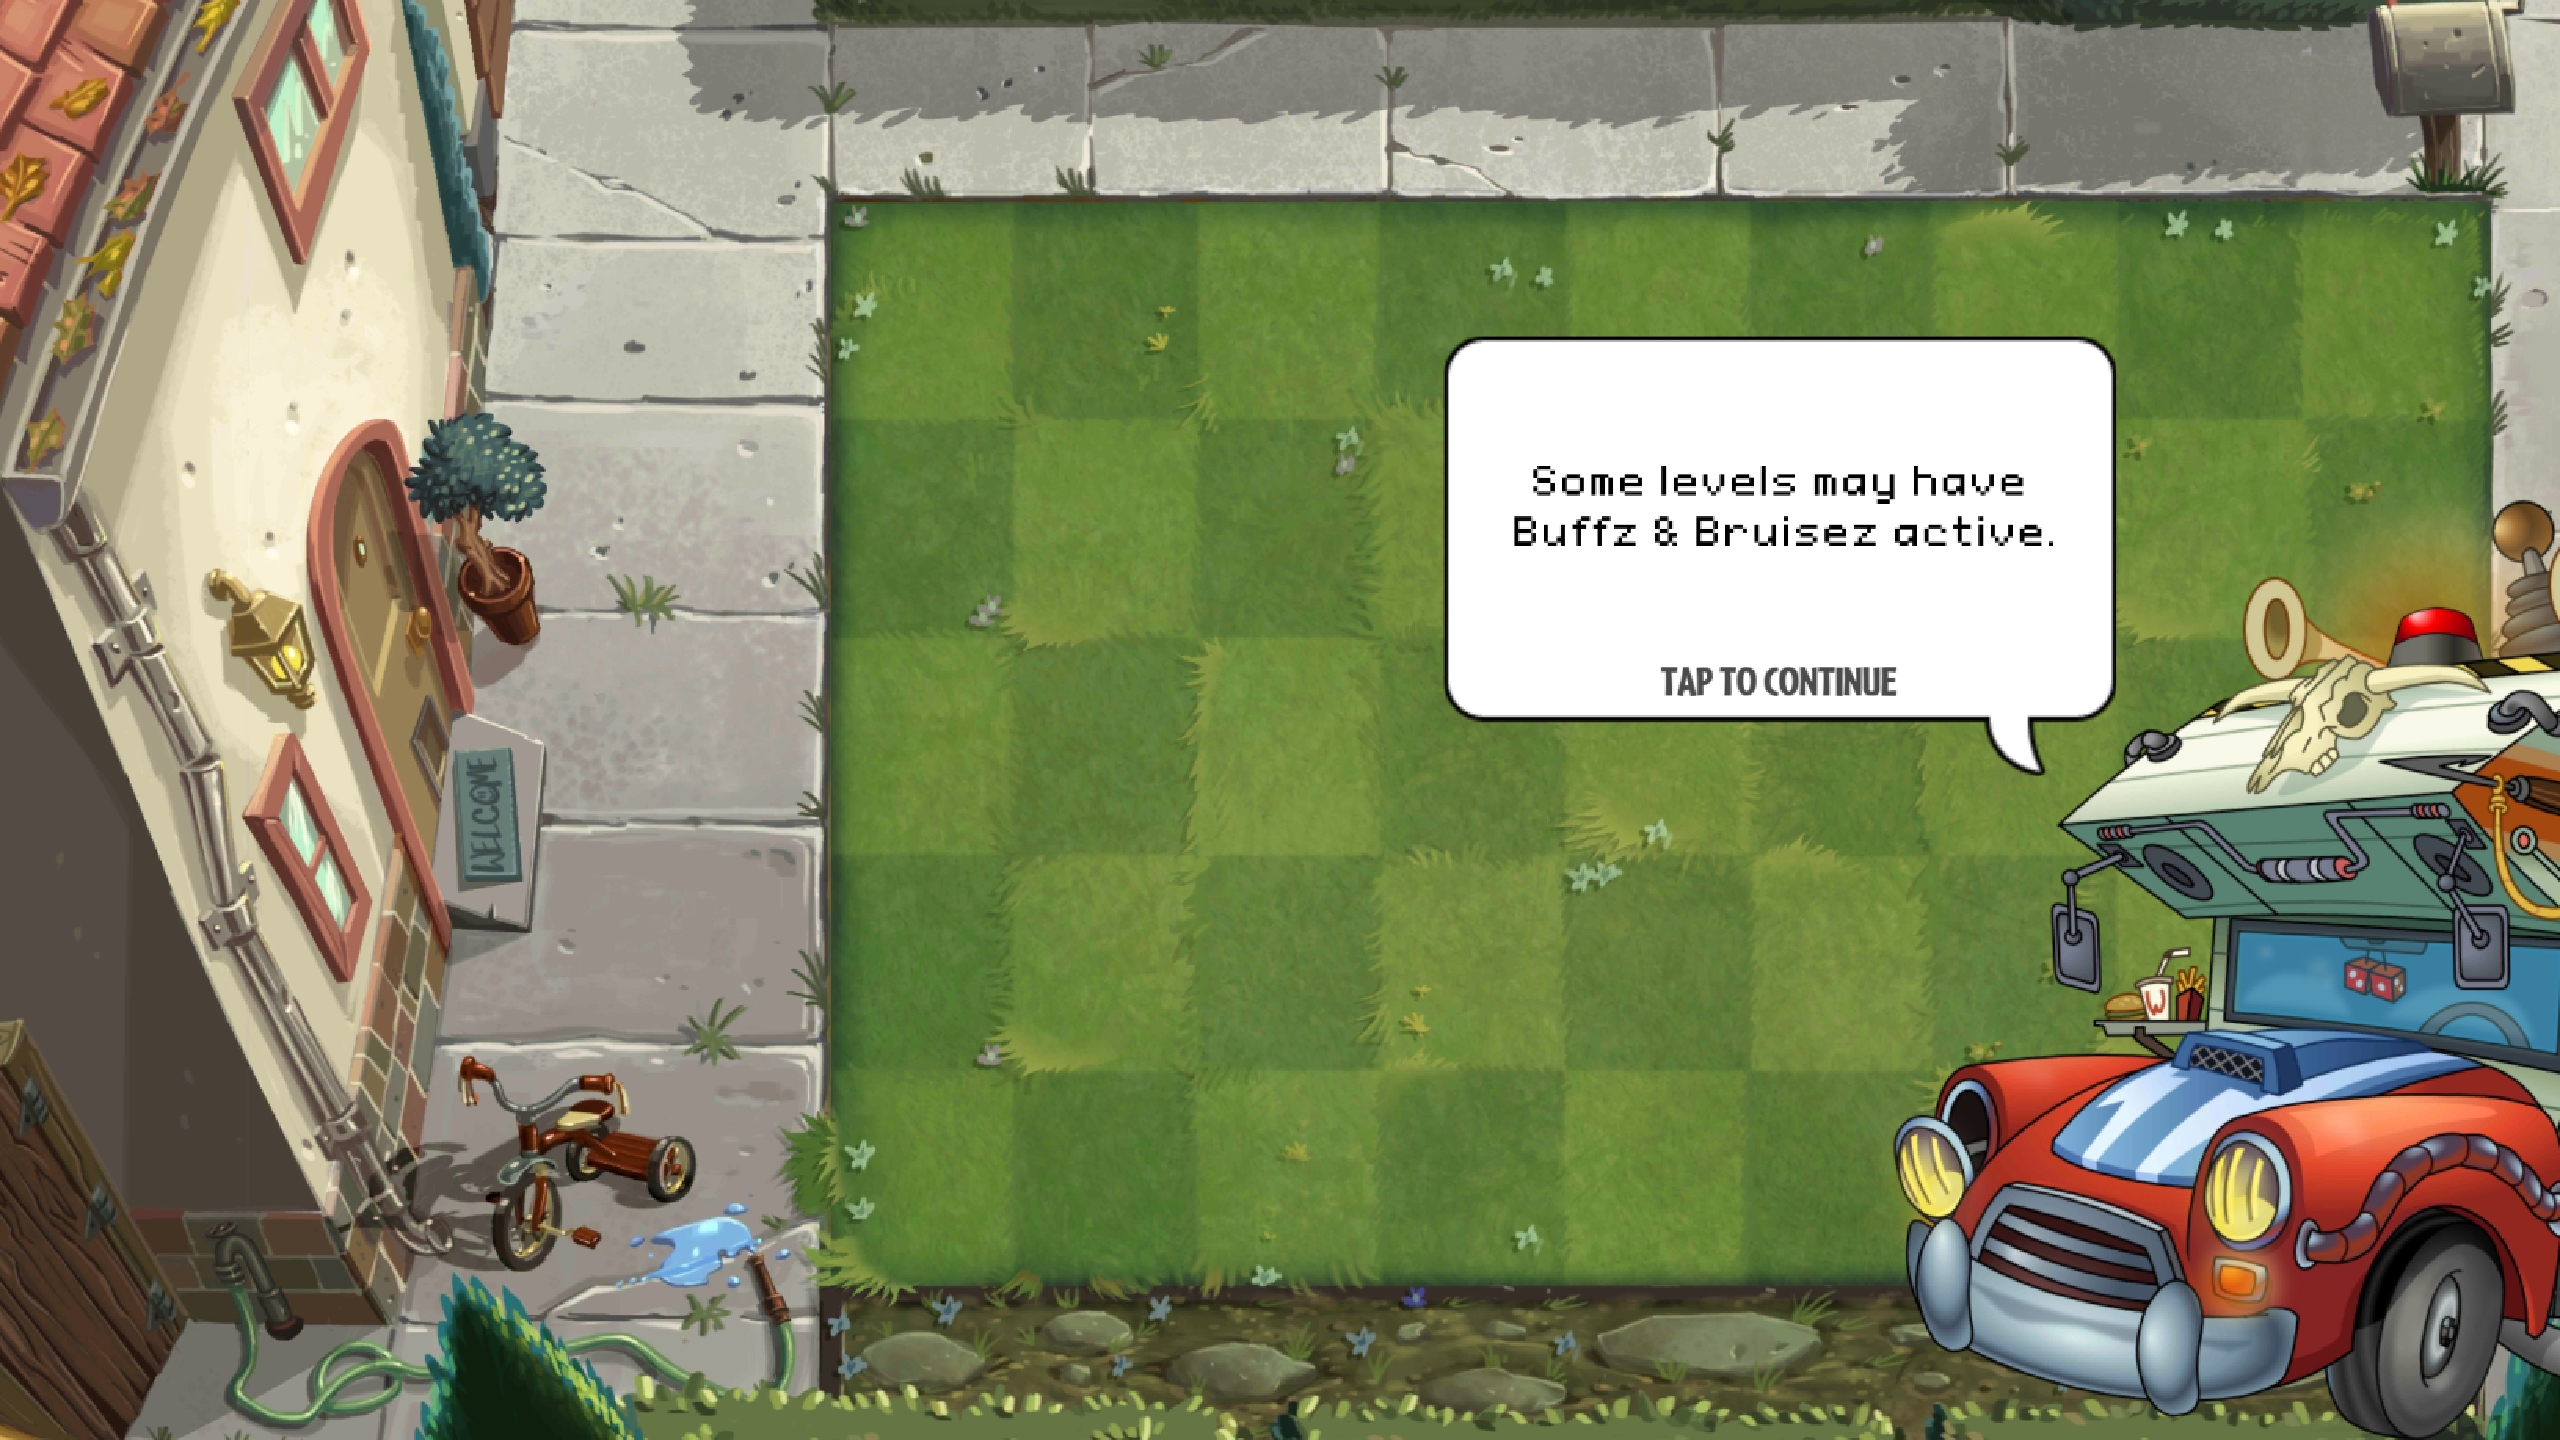 Some levels may have
Buffz & Bruisez active.
TAP TO CONTINUE
WELCOME
W